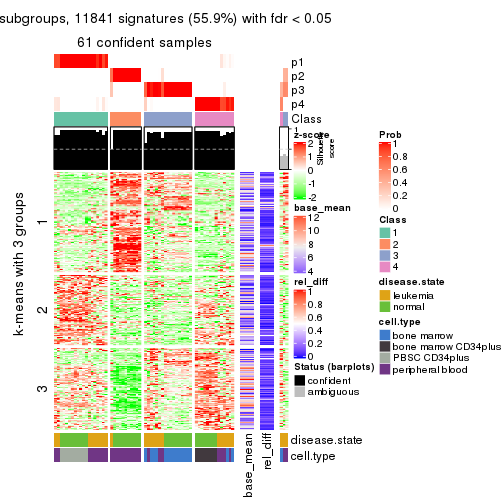 subgroups, 11841 signatures (55.9%) with fdr < 0.05
61 confident samples
p1
p2
p3
p4
Class
1
Silhouette
score
k-means with 3 groups
1
2
3
disease.state
cell.type
base_mean
rel_diff
z-score
2
1
0
-1
-2
base_mean
12
10
8
6
4
rel_diff
1
0.8
0.6
0.4
0.2
0
Status (barplots)
confident
ambiguous
Prob
1
0.8
0.6
0.4
0.2
0
Class
1
2
3
4
disease.state
leukemia
normal
cell.type
bone marrow
bone marrow CD34plus
PBSC CD34plus
peripheral blood